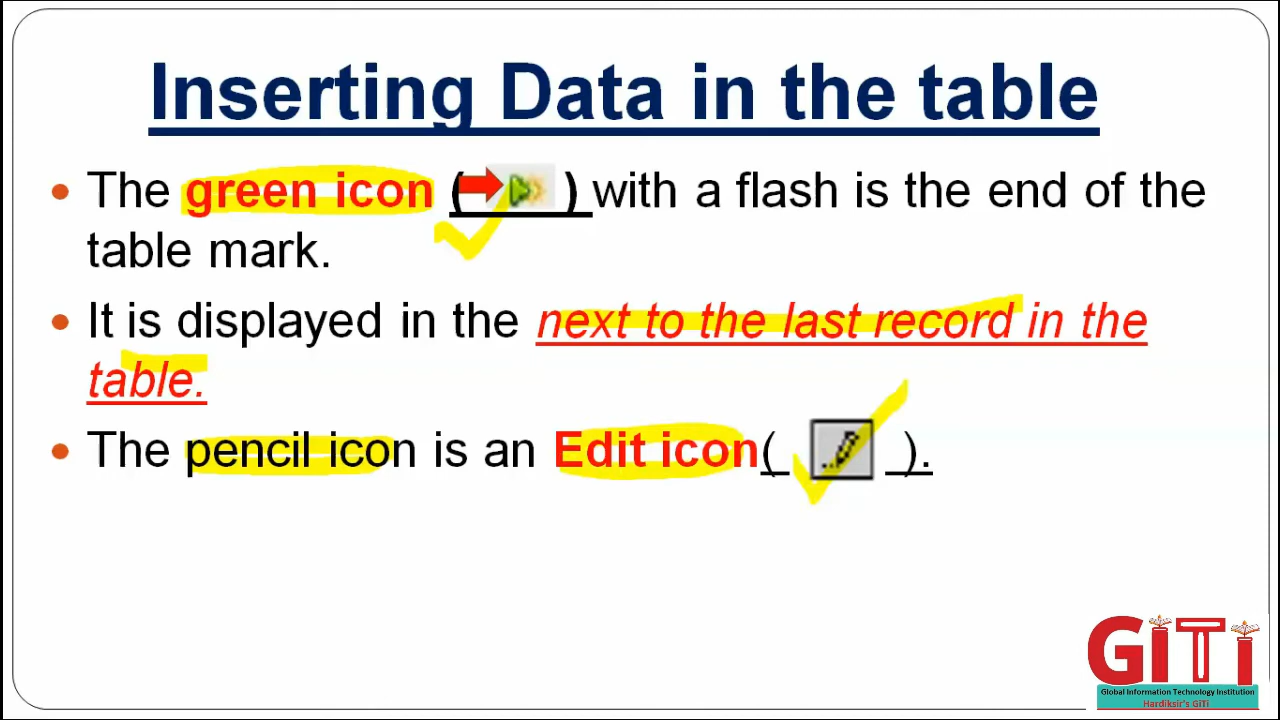 Inserting Data in the table
• The green icon ( ) with a flash is the end of the
table mark.
• It is displayed in the next to the last record in the
table.
• The pencil icon is an Edit icon( ).
GiTi
Global Information Technology Institution
Hardiksir's GiTi